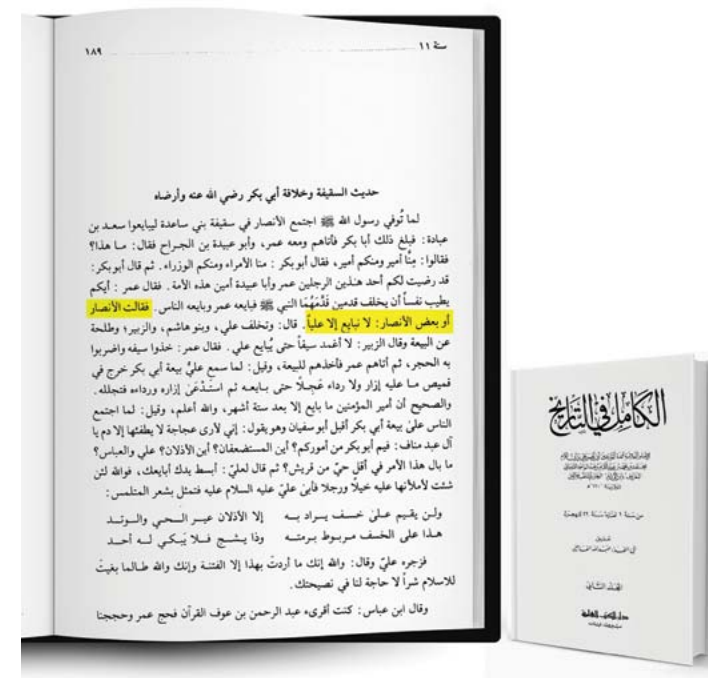 سنة ١١
١٨٩
حديث السقيفة وخلافة أبي بكر رضي الله عنه وأرضاه
لما تُوفي رسول الله ﷺ اجتمع الأنصار في سقيفة بني ساعدة ليبايعوا سعد بن
عبادة: فبلغ ذلك أبا بكر فأتاهم ومعه عمر، وأبو عبيدة بن الجراح فقال: ما هذا؟
فقالوا: مِنَّا أمير ومنكم أمير، فقال أبو بكر: منا الأمراء ومنكم الوزراء. ثم قال أبو بكر:
قد رضيت لكم أحد هٰذين الرجلين عمر وأبا عبيدة أمين هذه الأمة. فقال عمر: أيكم
يطيب نفساً أن يخلف قدمين قَدَّمَهُمَا النبي ﷺ فبايعه عمر وبايعه الناس. فقالت الأنصار
أو بعض الأنصار: لا نبايع إلا علياً. قال: وتخلف علي، وبنو هاشم، والزبير؛ وطلحة
عن البيعة وقال الزبير: لا أغمد سيفاً حتى يُبايع علي. فقال عمر: خذوا سيفه واضربوا
به الحجر، ثم أتاهم عمر فأخذهم للبيعة، وقيل: لما سمع عليُّ بيعة أبي بكر خرج في
قميص ما عليه إزار ولا رداء عَجِلًا حتى بايعه ثم اسْتَدْعَىٰ إزاره ورداءه فتجلله.
والصحيح أن أمير المؤمنين ما بايع إلا بعد ستة أشهر، والله أعلم، وقيل: لما اجتمع
الناس علىٰ بيعة أبي بكر أقبل أبو سفيان وهو يقول: إني لأرى عجاجة لا يطفئها إلا دم يا
آل عبد مناف: فيم أبو بكر من أموركم؟ أين المستضعفان؟ أين الأذلان؟ علي والعباس؟
ما بال هذا الأمر في أقل حيّ من قريش؟ ثم قال لعليّ: أبسط يدك أبايعك، فوالله لئن
شئت لأملأنها عليه خيلًا ورجلا فأبىٰ عليّ عليه السلام عليه فتمثل بشعر المتلمس:
ولن يقيم علىٰ خسف يراد به إلا الأذلان عير الحي والوتد
هذا على الخسف مربوط برمته وذا يشج فلا يَبكي له أحد
فزجره عليّ وقال: والله إنك ما أردتَ بهذا إلا الفتنة وإنك والله طالما بغيتَ
للاسلام شراً لا حاجة لنا في نصيحتك.
وقال ابن عباس: كنت أقرىء عبد الرحمن بن عوف القرآن فحج عمر وحججنا
الكامل في التاريخ
المجلد الثاني
دار الكتب العلمية